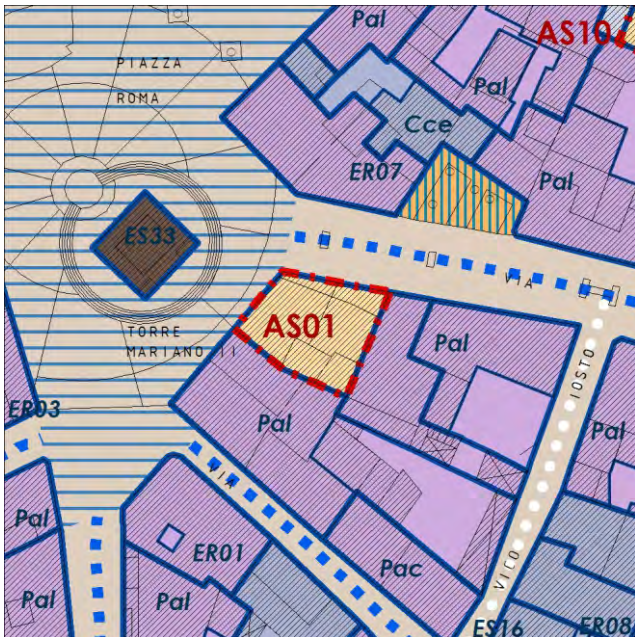 Pal
AS10
PIAZZA
ROMA
Pal
Cce
ER07
Pal
ES33
VIA
AS01
TORRE
MARIANO II
Pal
IOSTO
ER03
Pal
Pal
VIA
Pal
ER01
Pac
VICO
Pal
Pal
ES16
ER08